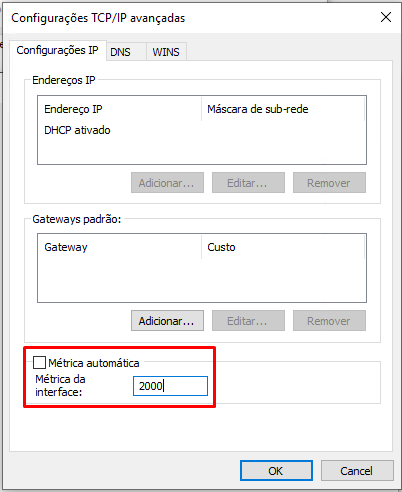 Configurações TCP/IP avançadas
Configurações IP DNS WINS
Endereços IP
Endereço IP Máscara de sub-rede
DHCP ativado
Adicionar... Editar... Remover
Gateways padrão:
Gateway Custo
Adicionar... Editar... Remover
Métrica automática
Métrica da
interface: 2000
OK Cancel